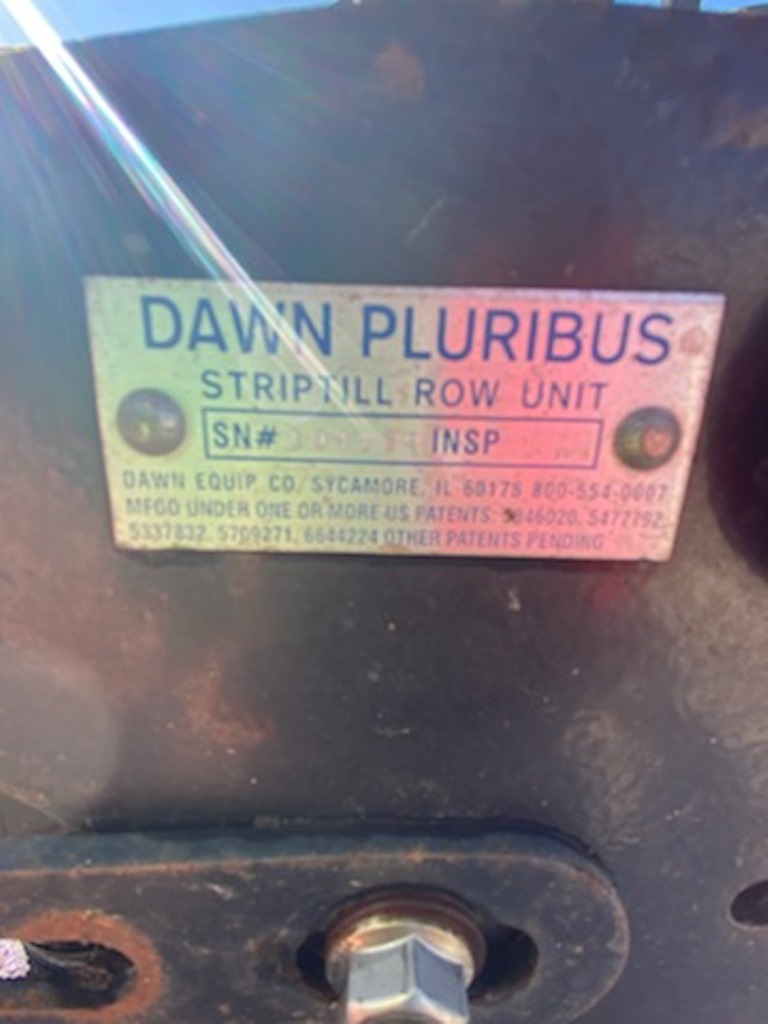 DAWN PLURIBUS
STRIPTILL ROW UNIT
SN# INSP
DAWN EQUIP. CO. SYCAMORE, IL 60178 800-554-0007
MFGD UNDER ONE OR MORE US PATENTS. 5477792,
5337832, 5709271, 6644224 OTHER PATENTS PENDING